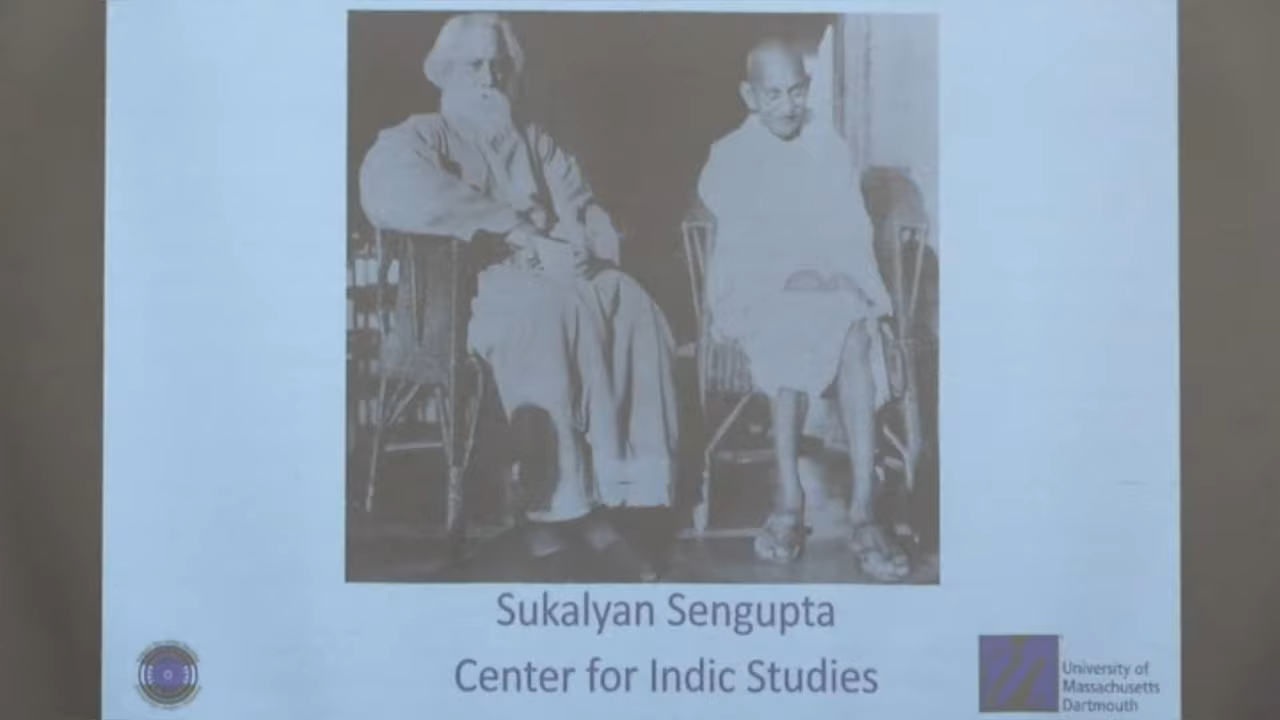 Sukalyan Sengupta
Center for Indic Studies
University of
Massachusetts
Dartmouth